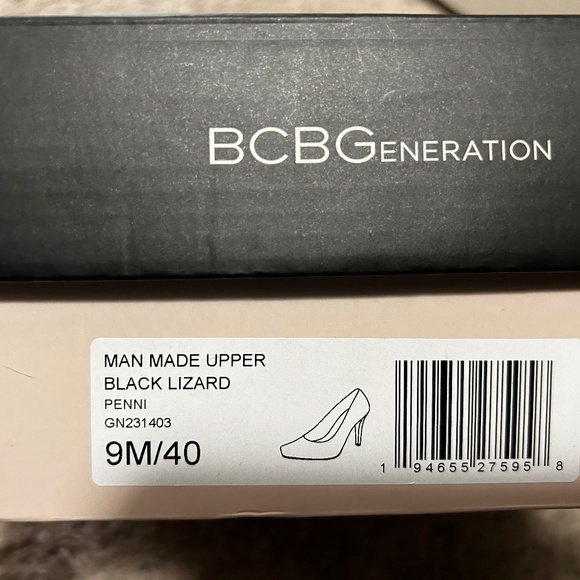 BCBGENERATION
MAN MADE UPPER
BLACK LIZARD
PENNI
GN231403
9M/40
1 94655 27595 8